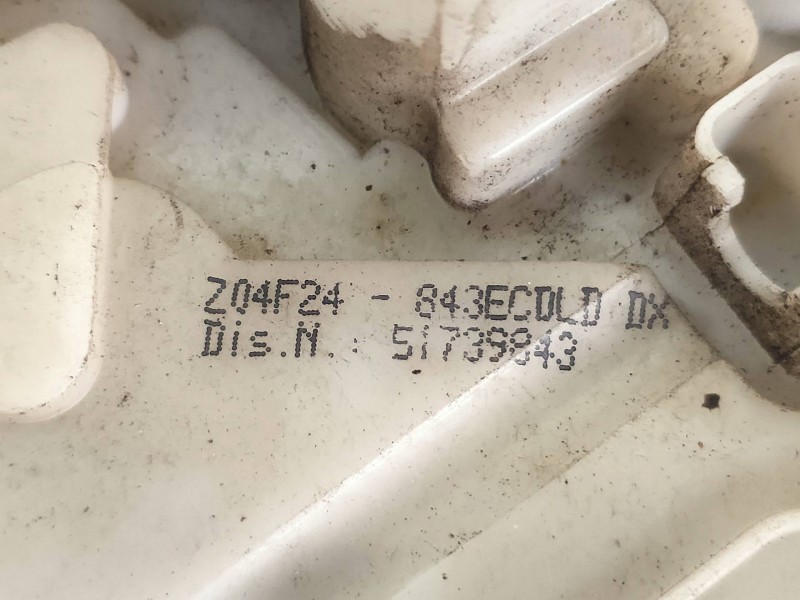 Z04F24 - 843ECDLD DX
Dis.N.: 51739843